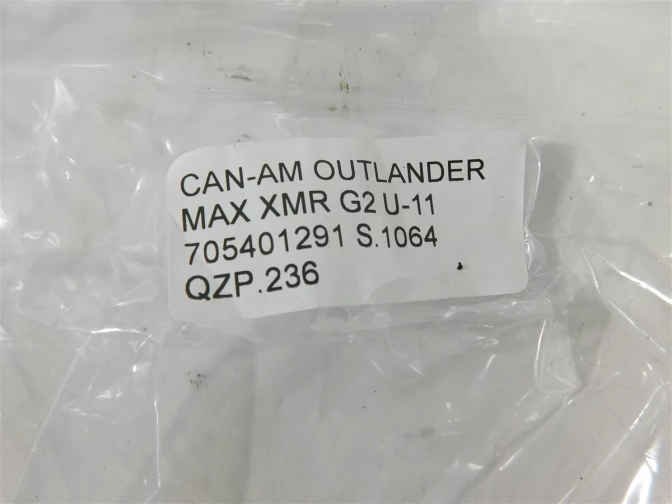 CAN-AM OUTLANDER
MAX XMR G2 U-11
705401291 S.1064
QZP.236